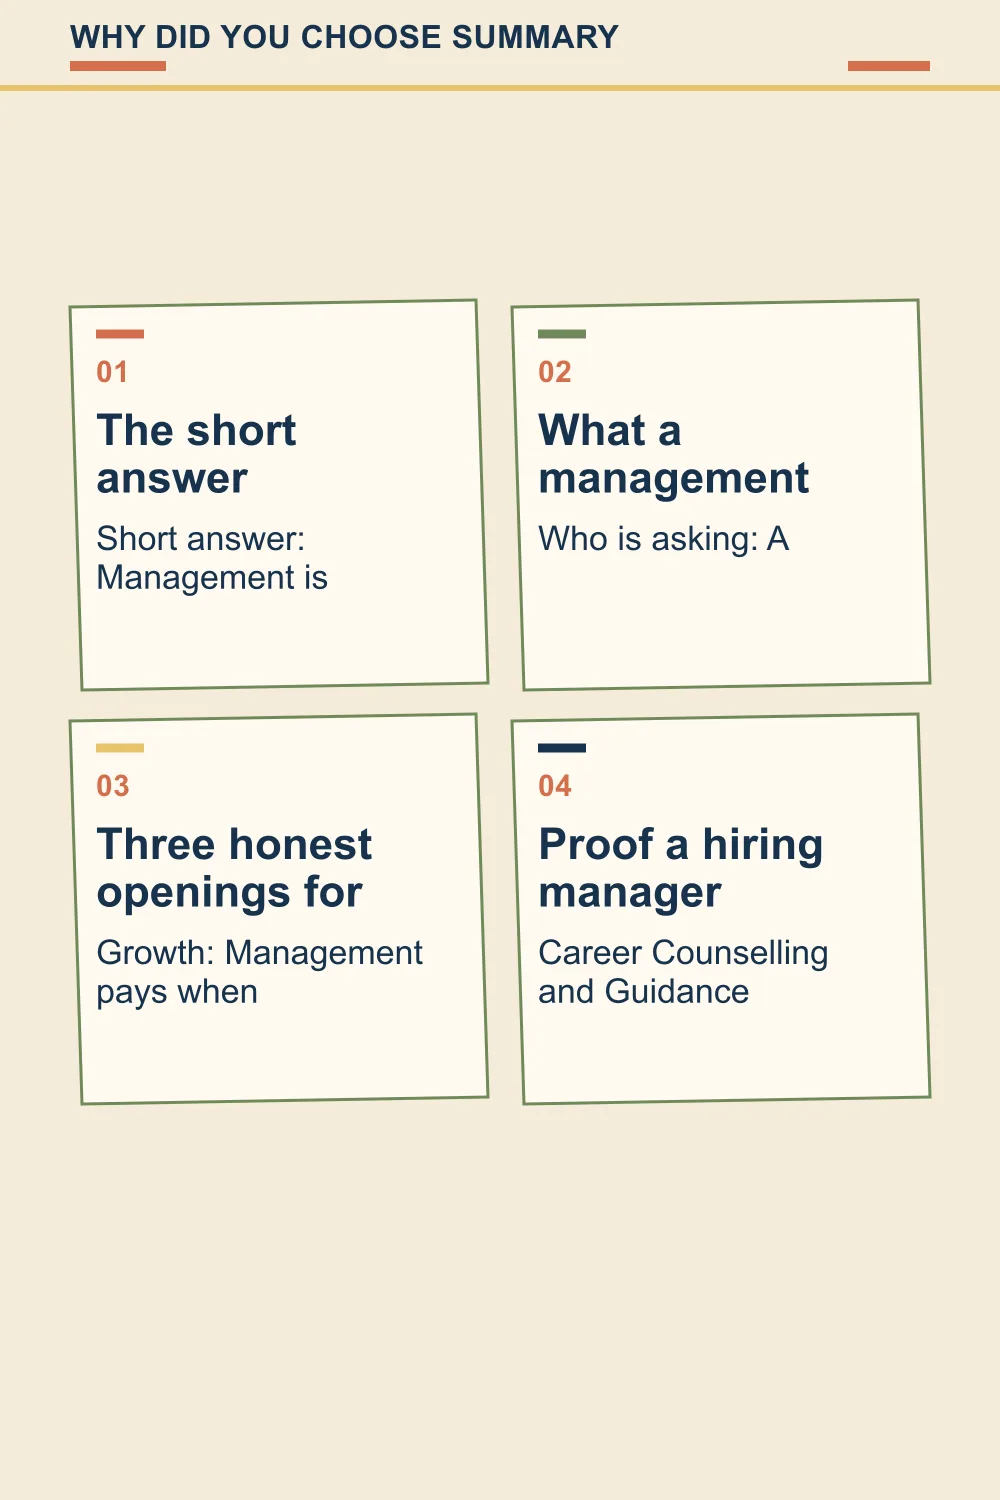 WHY DID YOU CHOOSE SUMMARY
01
The short
answer
Short answer:
Management is
02
What a
management
Who is asking: A
03
Three honest
openings for
Growth: Management
pays when
04
Proof a hiring
manager
Career Counselling
and Guidance